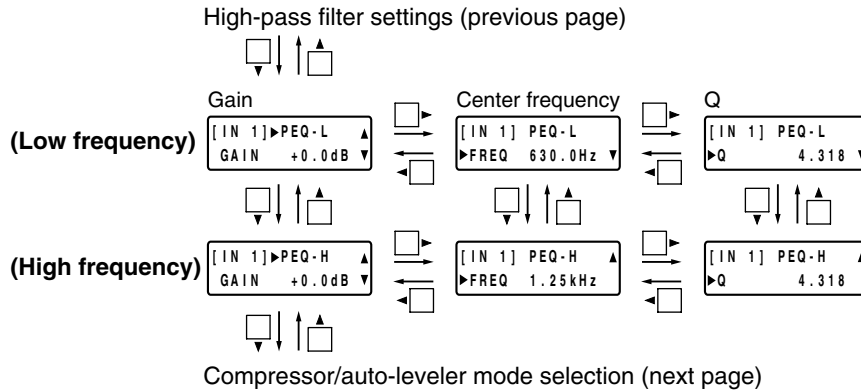 High-pass filter settings (previous page)
Gain Center frequency Q
(Low frequency)
[IN 1]▶PEQ-L ▲
GAIN +0.0dB ▼
[IN 1] PEQ-L
▶FREQ 630.0Hz ▼
[IN 1] PEQ-L
▶Q 4.318 ▼
(High frequency)
[IN 1]▶PEQ-H ▲
GAIN +0.0dB ▼
[IN 1] PEQ-H ▲
▶FREQ 1.25kHz
[IN 1] PEQ-H ▲
▶Q 4.318
Compressor/auto-leveler mode selection (next page)